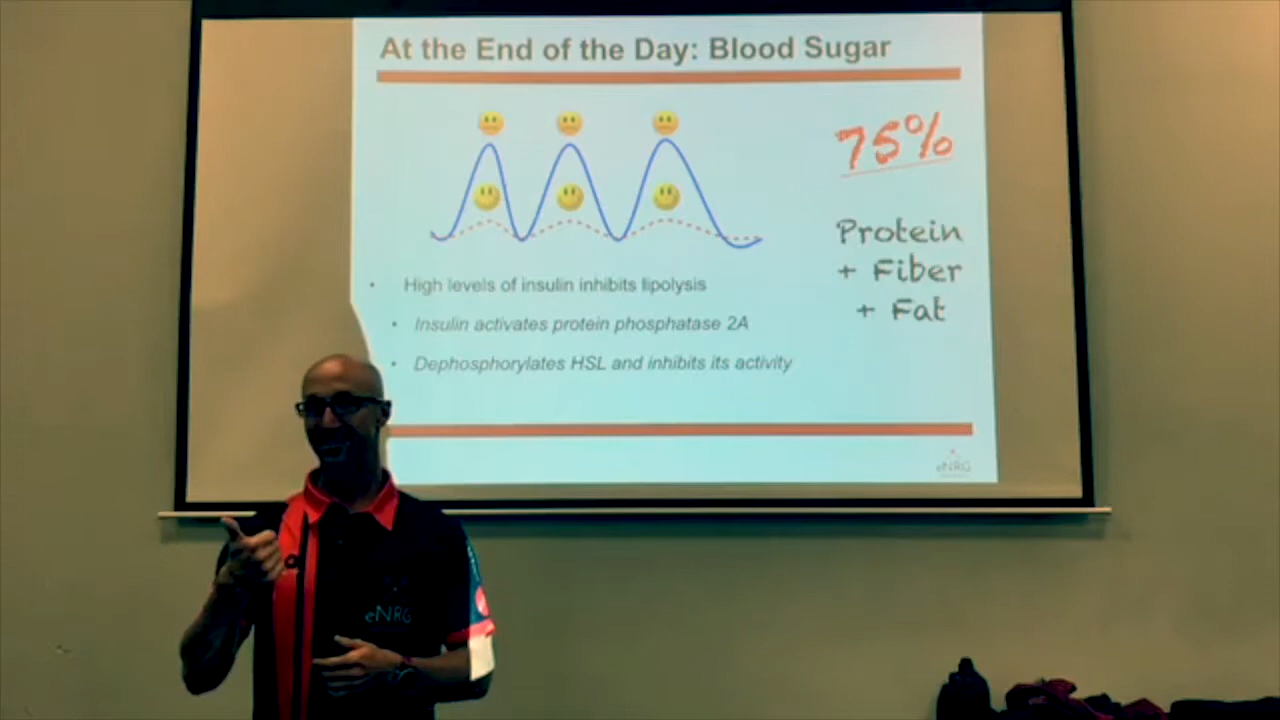 At the End of the Day: Blood Sugar
75%
Protein
+ Fiber
+ Fat
• High levels of insulin inhibits lipolysis
• Insulin activates protein phosphatase 2A
• Dephosphorylates HSL and inhibits its activity
eNRG
eNRG